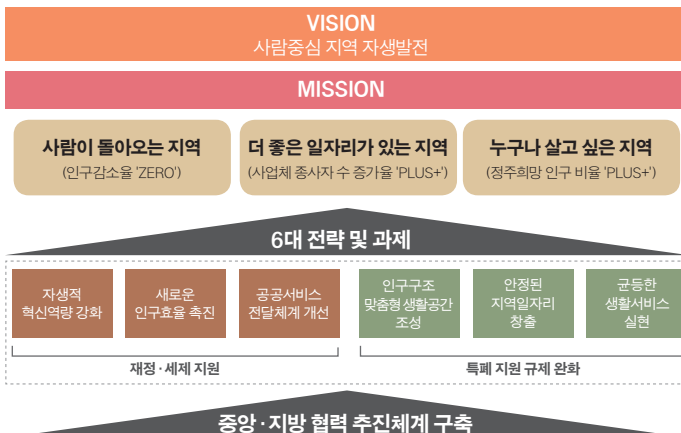 VISION
사람중심 지역 자생발전
MISSION
사람이 돌아오는 지역
(인구감소율 'ZERO')
더 좋은 일자리가 있는 지역
(사업체 종사자 수 증가율 'PLUS+')
누구나 살고 싶은 지역
(정주희망 인구 비율 'PLUS+')
6대 전략 및 과제
자생적
혁신역량 강화
새로운
인구효율 촉진
공공서비스
전달체계 개선
인구구조
맞춤형 생활공간
조성
안정된
지역일자리
창출
균등한
생활서비스
실현
재정·세제 지원
특폐 지원 규제 완화
중앙·지방 협력 추진체계 구축